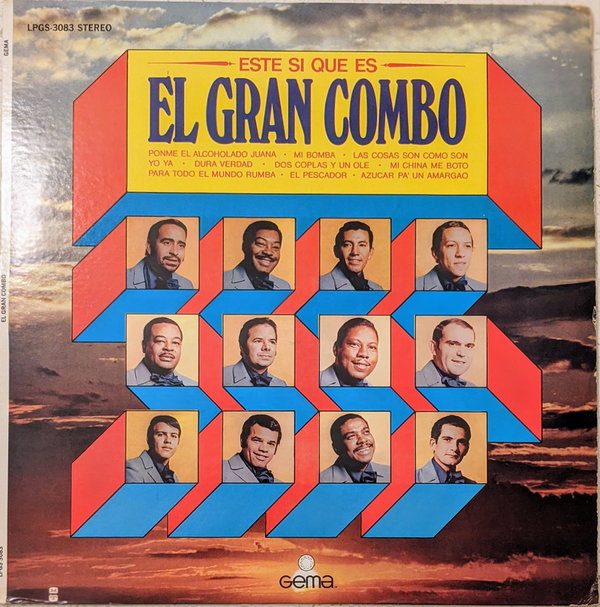 LPGS-3083 STEREO
GEMA
ESTE SI QUE ES
EL GRAN COMBO
PONME EL ALCOHOLADO JUANA • MI BOMBA • LAS COSAS SON COMO SON
YO YA • DURA VERDAD • DOS COPLAS Y UN OLE • MI CHINA ME BOTO
PARA TODO EL MUNDO RUMBA • EL PESCADOR • AZUCAR PA' UN AMARGAO
EL GRAN COMBO
LPGS-3083
GEMA